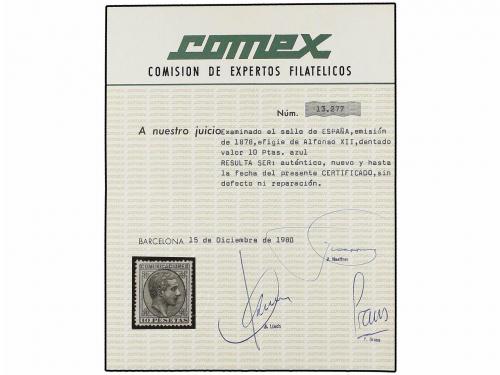 comex
COMISION DE EXPERTOS FILATELICOS
Núm. 13.277
A nuestro juicio Examinado el sello de ESPAÑA, emisión
de 1878, efigie de Alfonso XII, dentado
valor 10 Ptas. azul
RESULTA SER: auténtico, nuevo y hasta
la fecha del presente CERTIFICADO, sin
defecto ni reparación.
BARCELONA 15 de Diciembre de 1980
COMUNICACIONES
10 PESETAS